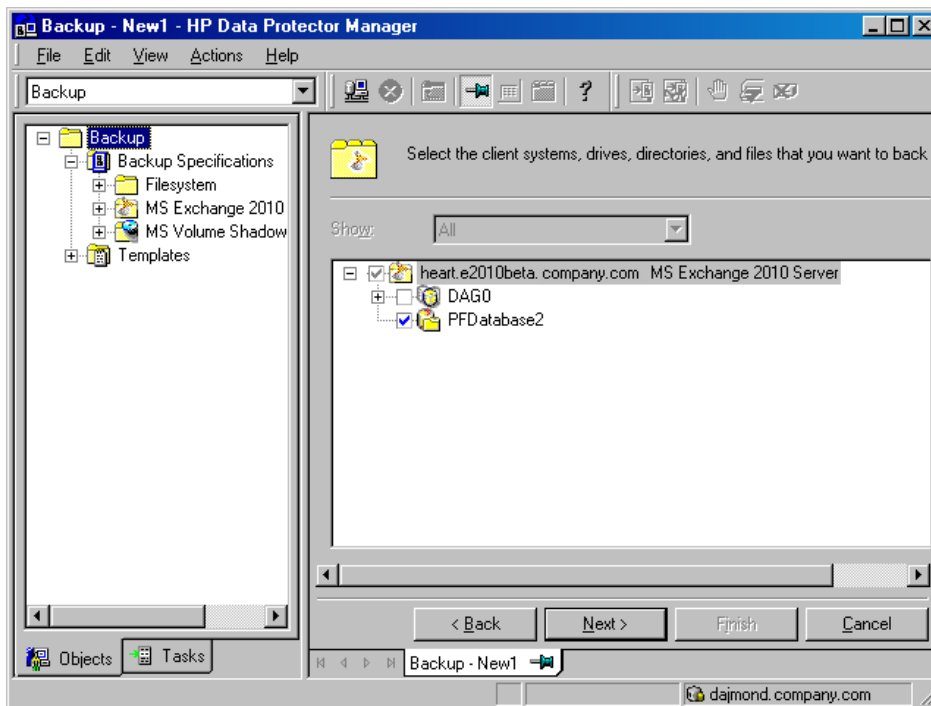 Backup - New1 - HP Data Protector Manager
File Edit View Actions Help
Backup
Backup
Backup Specifications
Filesystem
MS Exchange 2010
MS Volume Shadow
Templates
Objects
Tasks
Select the client systems, drives, directories, and files that you want to back
Show:
All
heart.e2010beta.company.com MS Exchange 2010 Server
DAG0
PFDatabase2
< Back
Next >
Finish
Cancel
Backup - New1
dajmond.company.com